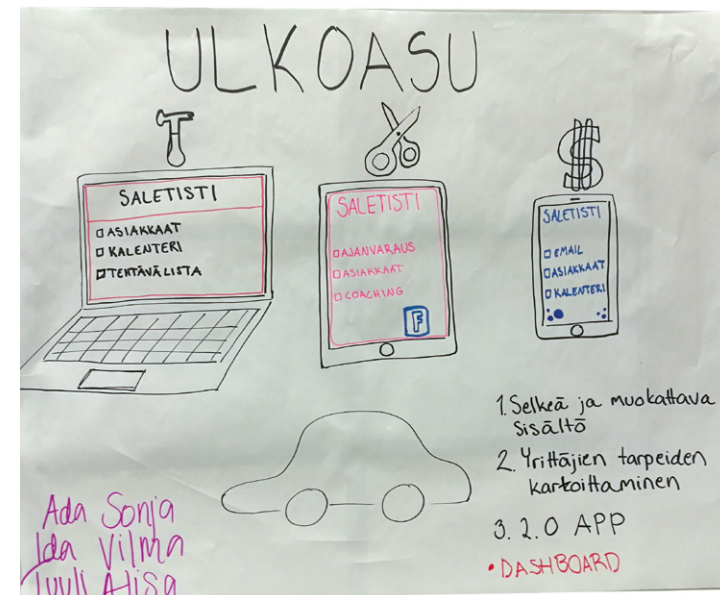 ULKOASU
SALETISTI
ASIAKKAAT
KALENTERI
TEHTÄVÄLISTA
SALETISTI
AJANVARAUS
ASIAKKAAT
COACHING
F
$
SALETISTI
EMAIL
ASIAKKAAT
KALENTERI
1. Selkeä ja muokattava
sisältö
2. Yrittäjien tarpeiden
kartoittaminen
3. 2.0 APP
• DASHBOARD
Ada Sonja
Ida Vilma
Tuuli Alisa